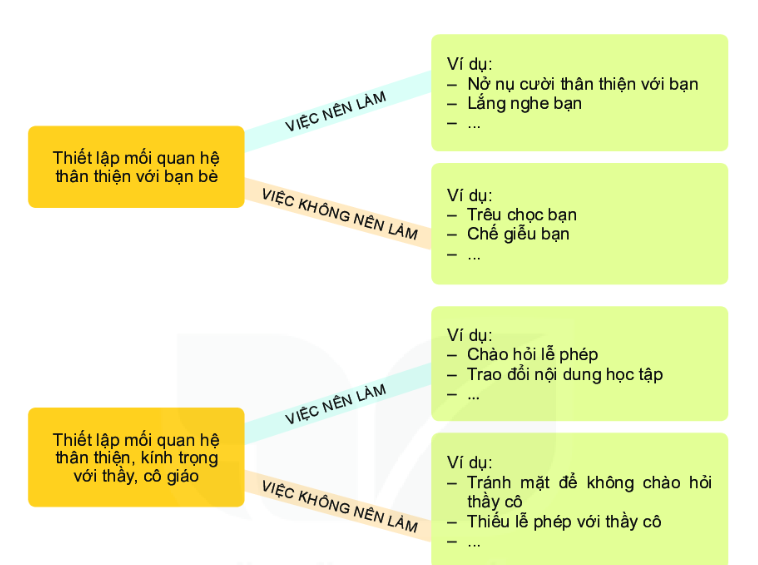 Thiết lập mối quan hệ
thân thiện với bạn bè
VIỆC NÊN LÀM
Ví dụ:
– Nở nụ cười thân thiện với bạn
– Lắng nghe bạn
– ...
VIỆC KHÔNG NÊN LÀM
Ví dụ:
– Trêu chọc bạn
– Chế giễu bạn
– ...
Thiết lập mối quan hệ
thân thiện, kính trọng
với thầy, cô giáo
VIỆC NÊN LÀM
Ví dụ:
– Chào hỏi lễ phép
– Trao đổi nội dung học tập
– ...
VIỆC KHÔNG NÊN LÀM
Ví dụ:
– Tránh mặt để không chào hỏi
thầy cô
– Thiếu lễ phép với thầy cô
– ...